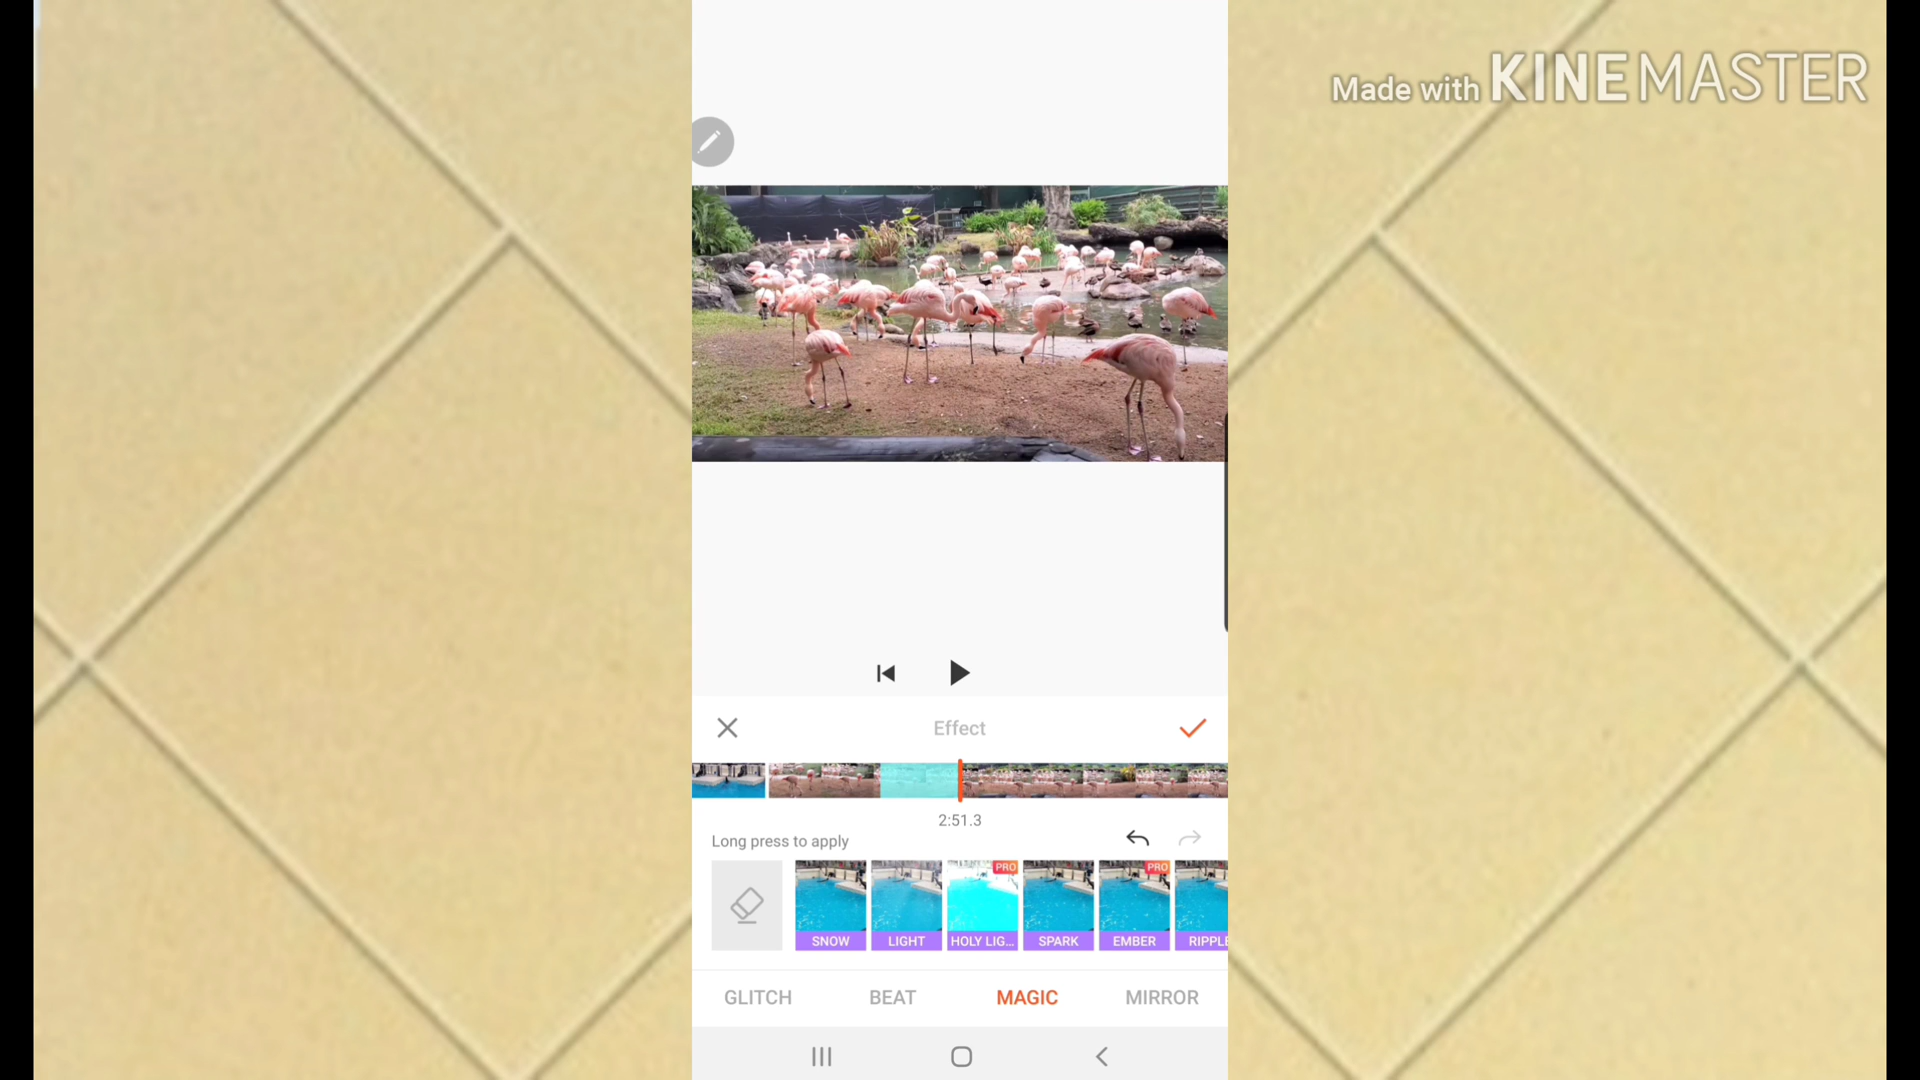 Made with KINEMASTER
Effect
2:51.3
Long press to apply
PRO
PRO
SNOW
LIGHT
HOLY LIG...
SPARK
EMBER
RIPPLE
GLITCH
BEAT
MAGIC
MIRROR